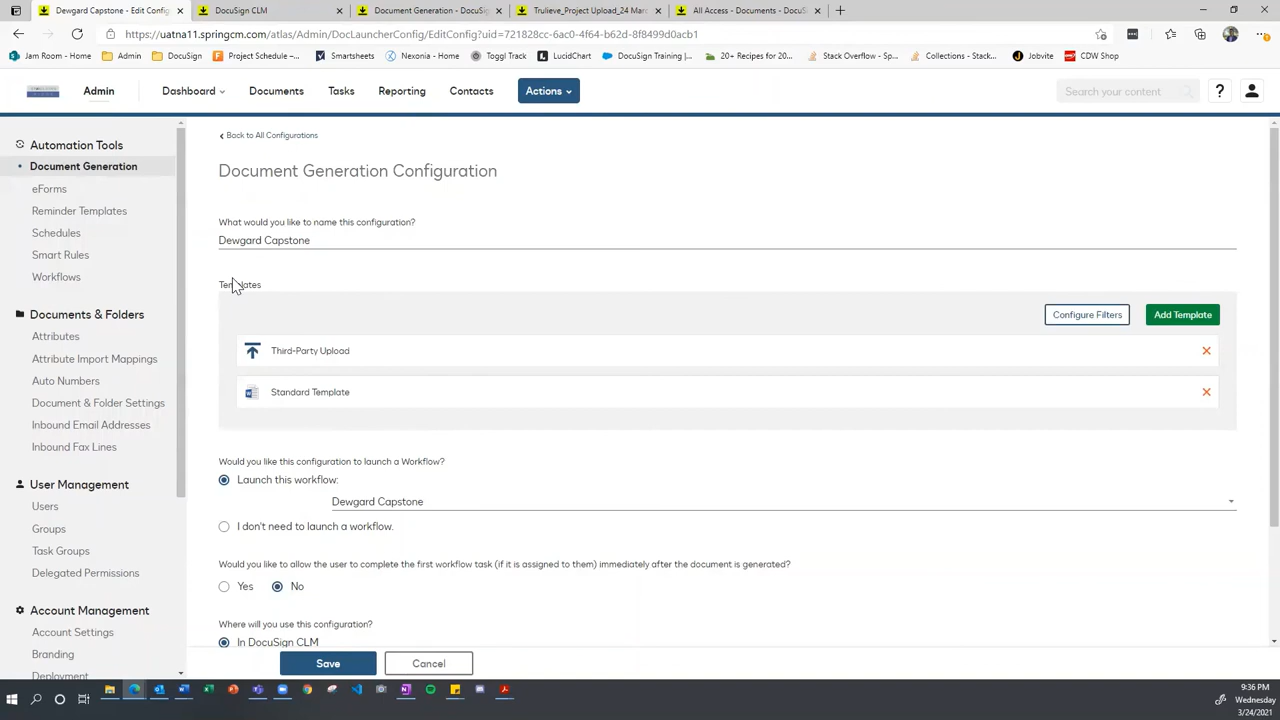 Dewgard Capstone - Edit Config
DocuSign CLM
Document Generation - DocuSig
Trulieve_Project Upload_24 Marc
All Access - Documents - DocuS
https://uatna11.springcm.com/atlas/Admin/DocLauncherConfig/EditConfig?uid=721828cc-6ac0-4f64-b62d-8f8499d0acb1
Jam Room - Home
Admin
DocuSign
Project Schedule -...
Smartsheets
Nexonia - Home
Toggl Track
LucidChart
DocuSign Training |...
20+ Recipes for 20...
Stack Overflow - Sp...
Collections - Stack...
Jobvite
CDW Shop
Admin
Dashboard
Documents
Tasks
Reporting
Contacts
Actions
Search your content
?
Automation Tools
Document Generation
eForms
Reminder Templates
Schedules
Smart Rules
Workflows
Documents & Folders
Attributes
Attribute Import Mappings
Auto Numbers
Document & Folder Settings
Inbound Email Addresses
Inbound Fax Lines
User Management
Users
Groups
Task Groups
Delegated Permissions
Account Management
Account Settings
Branding
Deployment
Back to All Configurations
Document Generation Configuration
What would you like to name this configuration?
Dewgard Capstone
Templates
Configure Filters
Add Template
Third-Party Upload
Standard Template
Would you like this configuration to launch a Workflow?
Launch this workflow:
Dewgard Capstone
I don't need to launch a workflow.
Would you like to allow the user to complete the first workflow task (if it is assigned to them) immediately after the document is generated?
Yes
No
Where will you use this configuration?
In DocuSign CLM
Save
Cancel
9:36 PM
Wednesday
3/24/2021